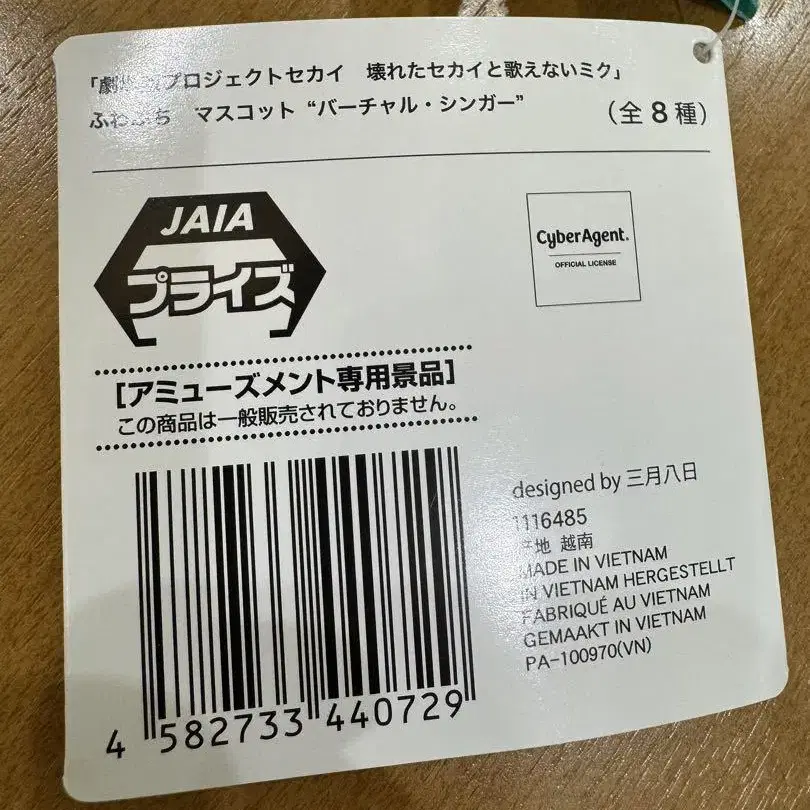 「劇場版プロジェクトセカイ 壊れたセカイと歌えないミク」
ふわぷち マスコット “バーチャル・シンガー” (全8種)
JAIA
プライズ
CyberAgent.
OFFICIAL LICENSE
[アミューズメント専用景品]
この商品は一般販売されておりません。
designed by 三月八日
1116485
产地 越南
MADE IN VIETNAM
IN VIETNAM HERGESTELLT
FABRIQUÉ AU VIETNAM
GEMAAKT IN VIETNAM
PA-100970(VN)
4 582733 440729